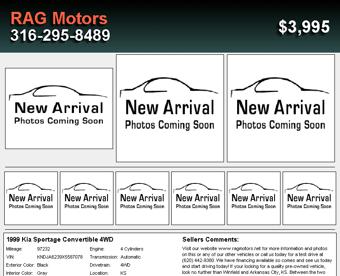 RAG Motors
316-295-8489
$3,995
New Arrival
Photos Coming Soon
New Arrival
Photos Coming Soon
New Arrival
Photos Coming Soon
New Arrival
Photos Coming Soon
New Arrival
Photos Coming Soon
New Arrival
Photos Coming Soon
New Arrival
Photos Coming Soon
New Arrival
Photos Coming Soon
New Arrival
Photos Coming Soon
1999 Kia Sportage Convertible 4WD
Mileage: 97232 Engine: 4 Cylinders
VIN: Transmission: Automatic
Exterior Color: Black Drivetrain: 4WD
Interior Color: Gray Location: KS
Sellers Comments:
Visit our website www.ragmotors.net for more information and photos
on this or any of our other vehicles or call us today for a test drive at
(620) 442-8380. We have financing available so come and see us today
and start driving today! If your looking for a quality pre-owned vehicle,
look no further than Winfield and Arkansas City, KS. Between the two